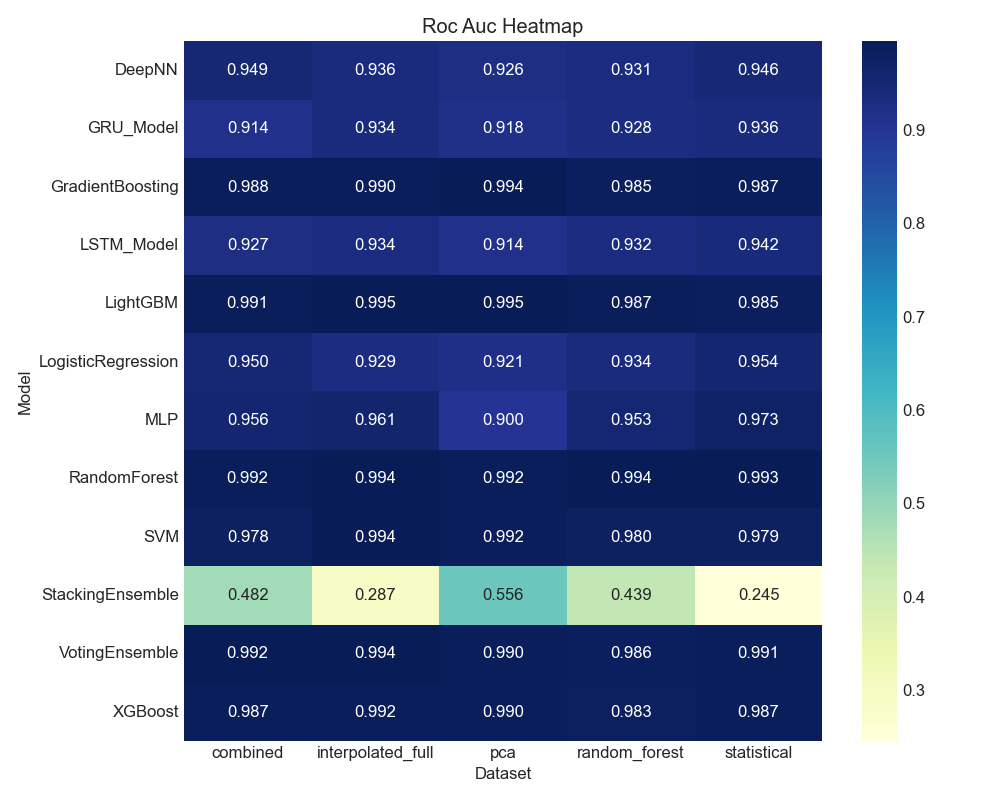 Roc Auc Heatmap
Model
DeepNN 0.949 0.936 0.926 0.931 0.946
GRU_Model 0.914 0.934 0.918 0.928 0.936
GradientBoosting 0.988 0.990 0.994 0.985 0.987
LSTM_Model 0.927 0.934 0.914 0.932 0.942
LightGBM 0.991 0.995 0.995 0.987 0.985
LogisticRegression 0.950 0.929 0.921 0.934 0.954
MLP 0.956 0.961 0.900 0.953 0.973
RandomForest 0.992 0.994 0.992 0.994 0.993
SVM 0.978 0.994 0.992 0.980 0.979
StackingEnsemble 0.482 0.287 0.556 0.439 0.245
VotingEnsemble 0.992 0.994 0.990 0.986 0.991
XGBoost 0.987 0.992 0.990 0.983 0.987
combined interpolated_full pca random_forest statistical
Dataset
0.9
0.8
0.7
0.6
0.5
0.4
0.3